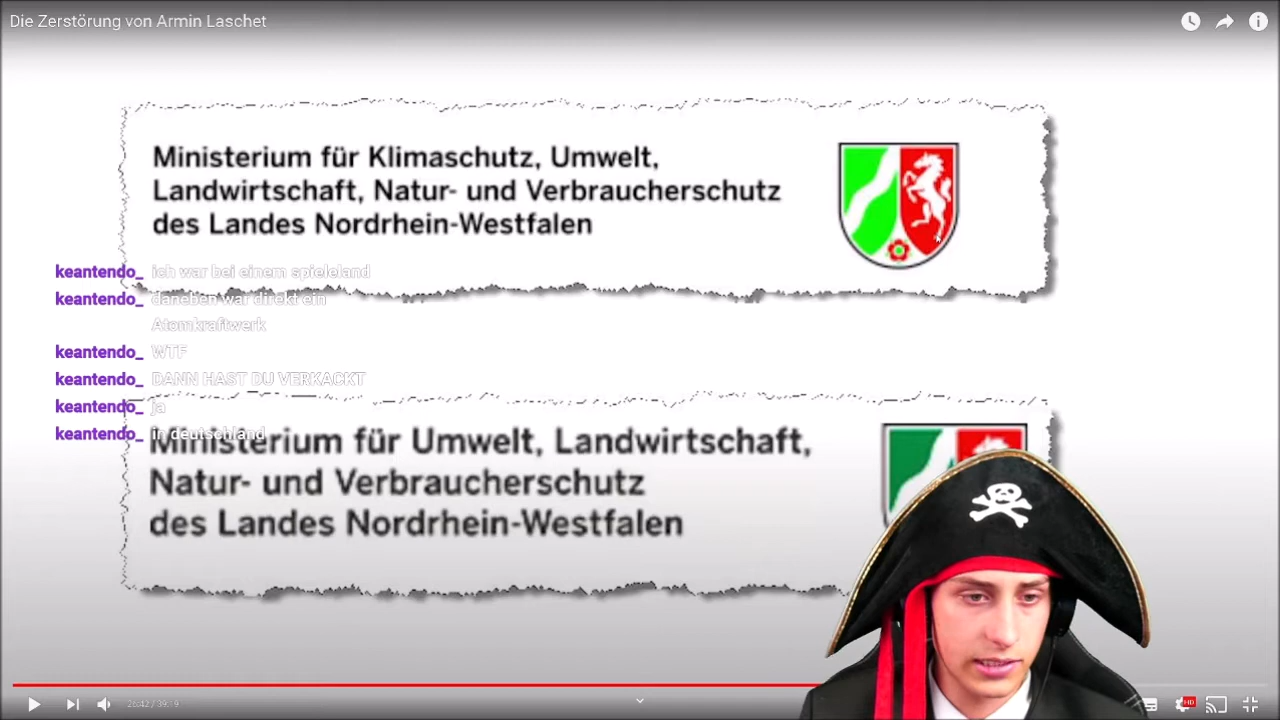 Die Zerstörung von Armin Laschet
Ministerium für Klimaschutz, Umwelt,
Landwirtschaft, Natur- und Verbraucherschutz
des Landes Nordrhein-Westfalen
keantendo_ ich war bei einem spieleland
keantendo_ daneben war direkt ein
Atomkraftwerk
keantendo_ WTF
keantendo_ DANN HAST DU VERKACKT
keantendo_ ja
keantendo_ in deutschland
Ministerium für Umwelt, Landwirtschaft,
Natur- und Verbraucherschutz
des Landes Nordrhein-Westfalen
HD